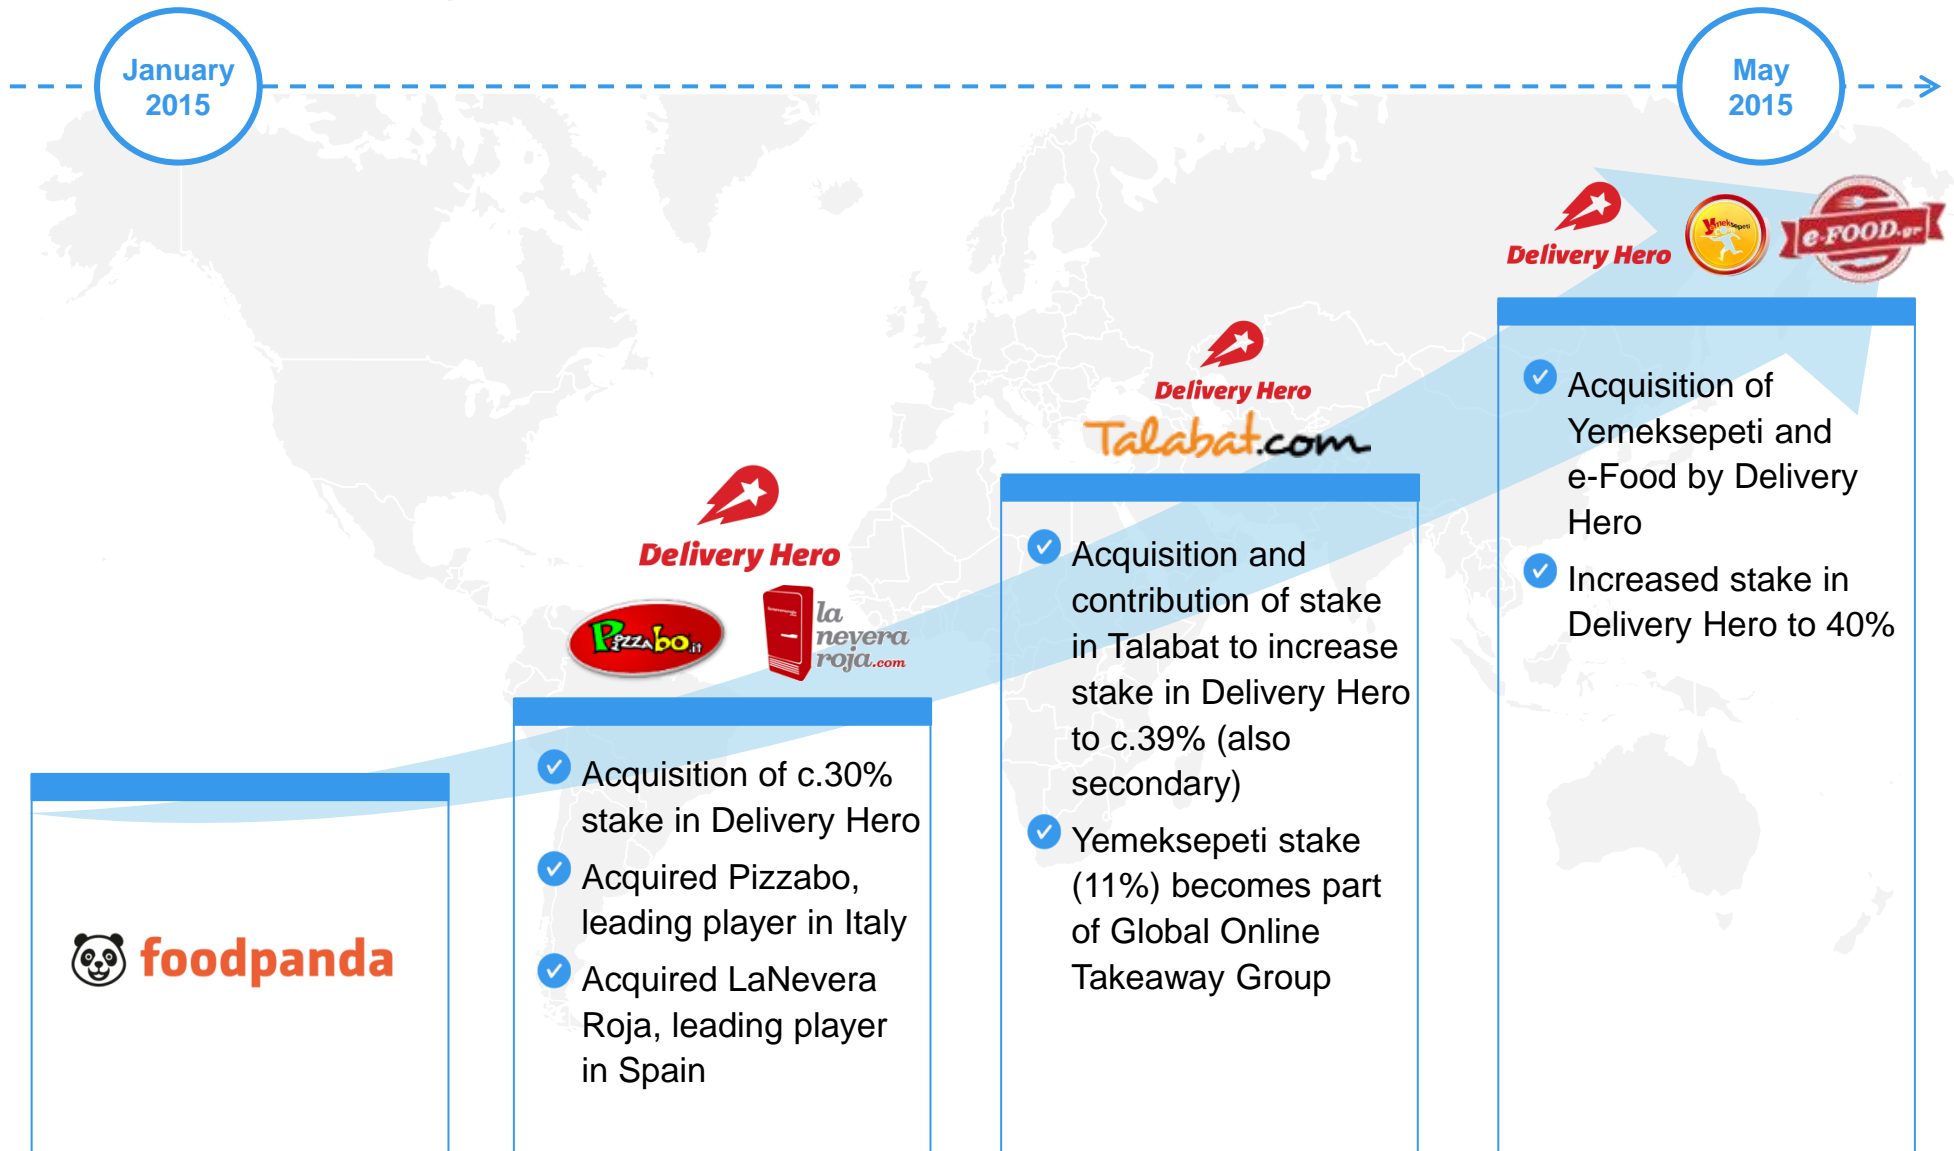 January
2015
May
2015
Delivery Hero
Yemeksepeti
e-FOOD.gr
Delivery Hero
Talabat.com
Delivery Hero
Pizzabo.it
la
nevera
roja.com
foodpanda
Acquisition of c.30%
stake in Delivery Hero
Acquired Pizzabo,
leading player in Italy
Acquired LaNevera
Roja, leading player
in Spain
Acquisition and
contribution of stake
in Talabat to increase
stake in Delivery Hero
to c.39% (also
secondary)
Yemeksepeti stake
(11%) becomes part
of Global Online
Takeaway Group
Acquisition of
Yemeksepeti and
e-Food by Delivery
Hero
Increased stake in
Delivery Hero to 40%